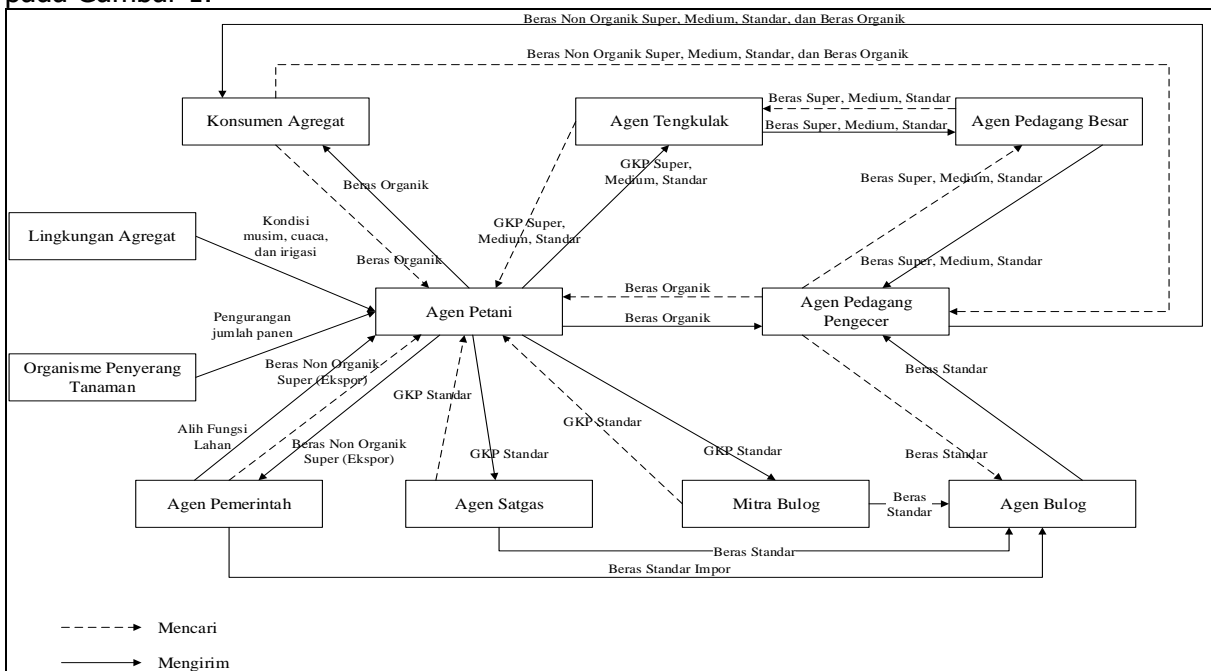 pada Gambar 1.
Beras Non Organik Super, Medium, Standar, dan Beras Organik
Beras Non Organik Super, Medium, Standar, dan Beras Organik
Konsumen Agregat
Agen Tengkulak
Beras Super, Medium, Standar
Beras Super, Medium, Standar
Agen Pedagang Besar
Beras Organik
GKP Super,
Medium, Standar
Beras Super, Medium, Standar
Lingkungan Agregat
Kondisi
musim, cuaca,
dan irigasi
GKP Super,
Medium, Standar
Beras Organik
Beras Super, Medium, Standar
Agen Petani
Beras Organik
Beras Organik
Agen Pedagang
Pengecer
Pengurangan
jumlah panen
Organisme Penyerang
Tanaman
Beras Non Organik
Super (Ekspor)
GKP Standar
GKP Standar
Beras Standar
Alih Fungsi
Lahan
Beras Non Organik
Super (Ekspor)
GKP Standar
GKP Standar
Beras Standar
Agen Pemerintah
Agen Satgas
Mitra Bulog
Beras
Standar
Agen Bulog
Beras Standar
Beras Standar Impor
Mencari
Mengirim